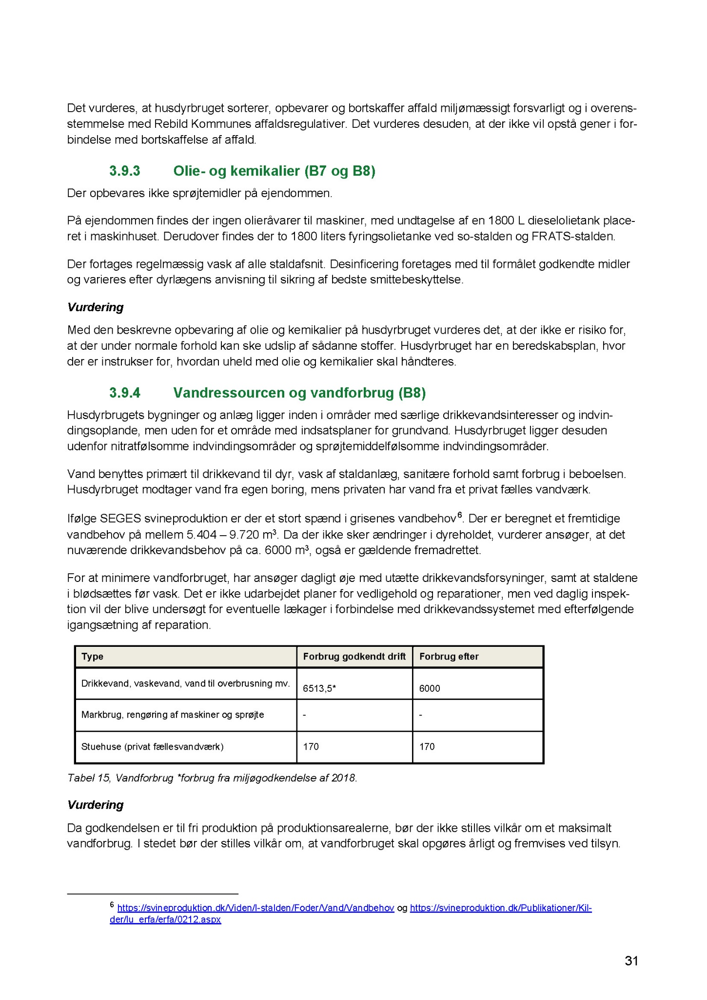 Det vurderes, at husdyrbruget sorterer, opbevarer og bortskaffer affald miljømæssigt forsvarligt og i overens-
stemmelse med Rebild Kommunes affaldsregulativer. Det vurderes desuden, at der ikke vil opstå gener i for-
bindelse med bortskaffelse af affald.
3.9.3 Olie- og kemikalier (B7 og B8)
Der opbevares ikke sprøjtemidler på ejendommen.
På ejendommen findes der ingen olieråvarer til maskiner, med undtagelse af en 1800 L dieselolietank place-
ret i maskinhuset. Derudover findes der to 1800 liters fyringsolietanke ved so-stalden og FRATS-stalden.
Der fortages regelmæssig vask af alle staldafsnit. Desinficering foretages med til formålet godkendte midler
og varieres efter dyrlægens anvisning til sikring af bedste smittebeskyttelse.
Vurdering
Med den beskrevne opbevaring af olie og kemikalier på husdyrbruget vurderes det, at der ikke er risiko for,
at der under normale forhold kan ske udslip af sådanne stoffer. Husdyrbruget har en beredskabsplan, hvor
der er instrukser for, hvordan uheld med olie og kemikalier skal håndteres.
3.9.4 Vandressourcen og vandforbrug (B8)
Husdyrbrugets bygninger og anlæg ligger inden i områder med særlige drikkevandsinteresser og indvin-
dingsoplande, men uden for et område med indsatsplaner for grundvand. Husdyrbruget ligger desuden
udenfor nitratfølsomme indvindingsområder og sprøjtemiddelfølsomme indvindingsområder.
Vand benyttes primært til drikkevand til dyr, vask af staldanlæg, sanitære forhold samt forbrug i beboelsen.
Husdyrbruget modtager vand fra egen boring, mens privaten har vand fra et privat fælles vandværk.
Ifølge SEGES svineproduktion er der et stort spænd i grisenes vandbehov⁶. Der er beregnet et fremtidige
vandbehov på mellem 5.404 – 9.720 m³. Da der ikke sker ændringer i dyreholdet, vurderer ansøger, at det
nuværende drikkevandsbehov på ca. 6000 m³, også er gældende fremadrettet.
For at minimere vandforbruget, har ansøger dagligt øje med utætte drikkevandsforsyninger, samt at staldene
i blødsættes før vask. Det er ikke udarbejdet planer for vedligehold og reparationer, men ved daglig inspek-
tion vil der blive undersøgt for eventuelle lækager i forbindelse med drikkevandssystemet med efterfølgende
igangsætning af reparation.
Type Forbrug godkendt drift Forbrug efter
Drikkevand, vaskevand, vand til overbrusning mv. 6513,5* 6000
Markbrug, rengøring af maskiner og sprøjte - -
Stuehuse (privat fællesvandværk) 170 170
Tabel 15, Vandforbrug *forbrug fra miljøgodkendelse af 2018.
Vurdering
Da godkendelsen er til fri produktion på produktionsarealerne, bør der ikke stilles vilkår om et maksimalt
vandforbrug. I stedet bør der stilles vilkår om, at vandforbruget skal opgøres årligt og fremvises ved tilsyn.
⁶ https://svineproduktion.dk/Viden/I-stalden/Foder/Vand/Vandbehov og https://svineproduktion.dk/Publikationer/Kil-
der/lu_erfa/erfa/0212.aspx
31